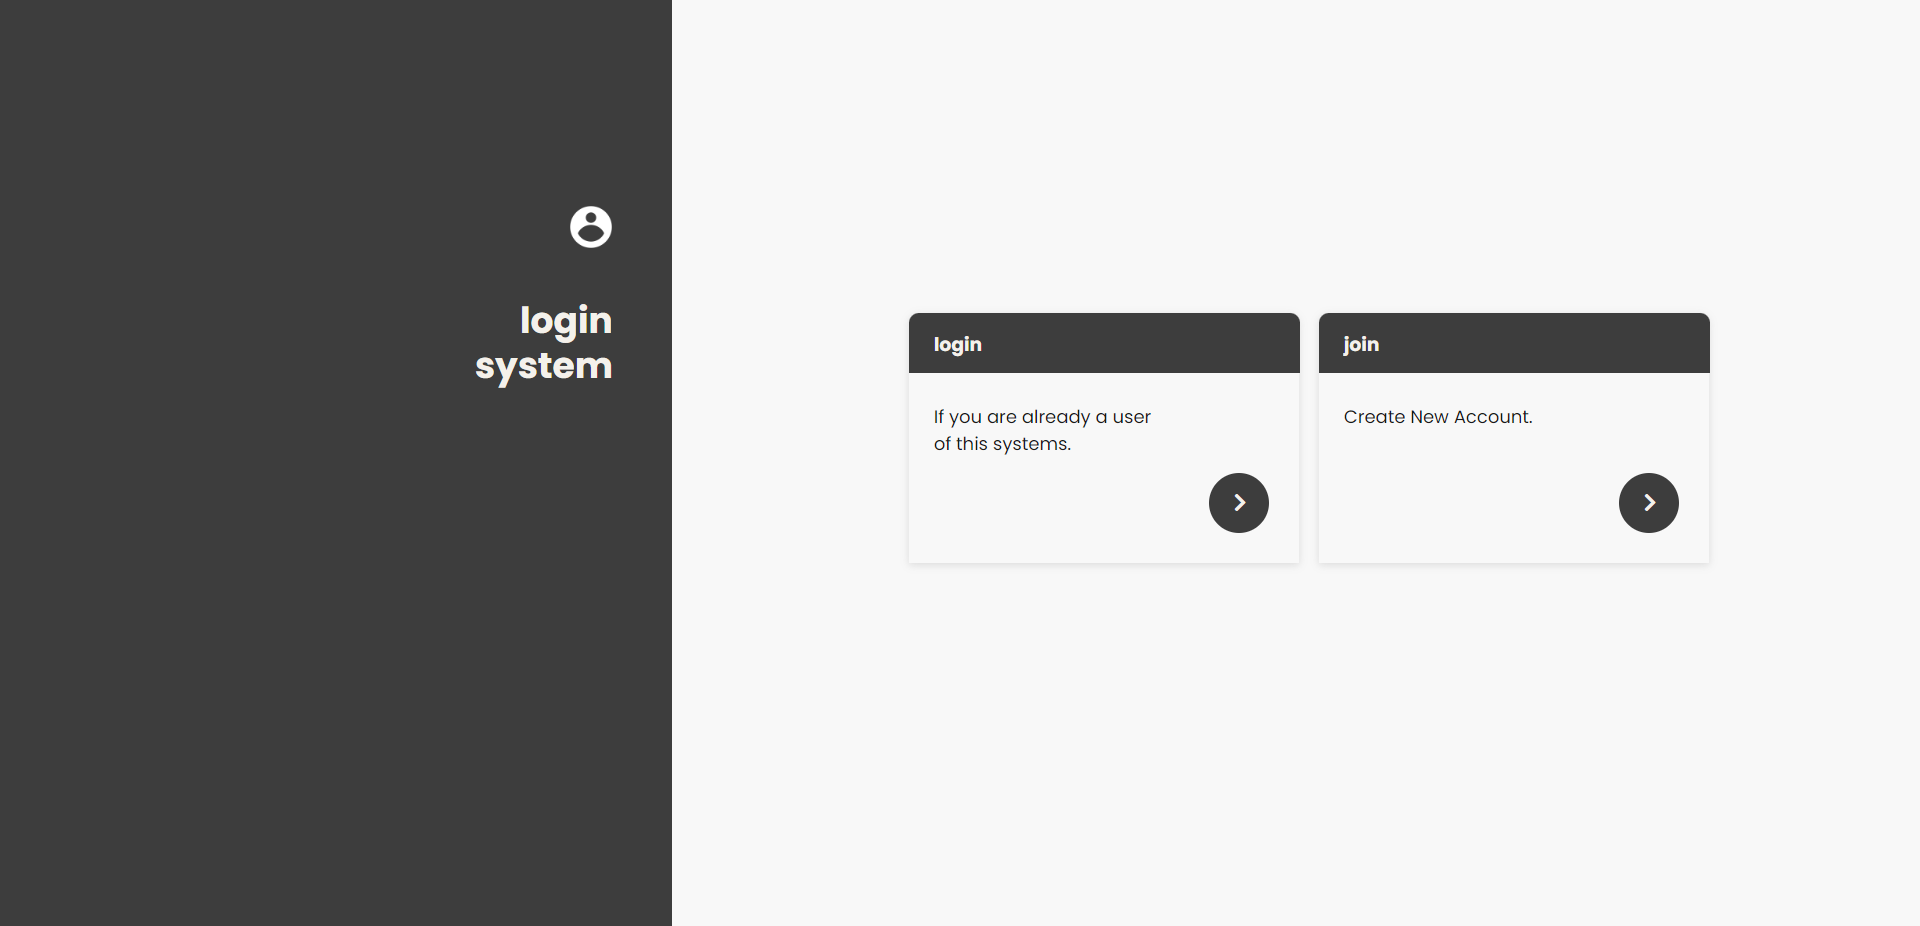 login
system
login
If you are already a user
of this systems.
join
Create New Account.